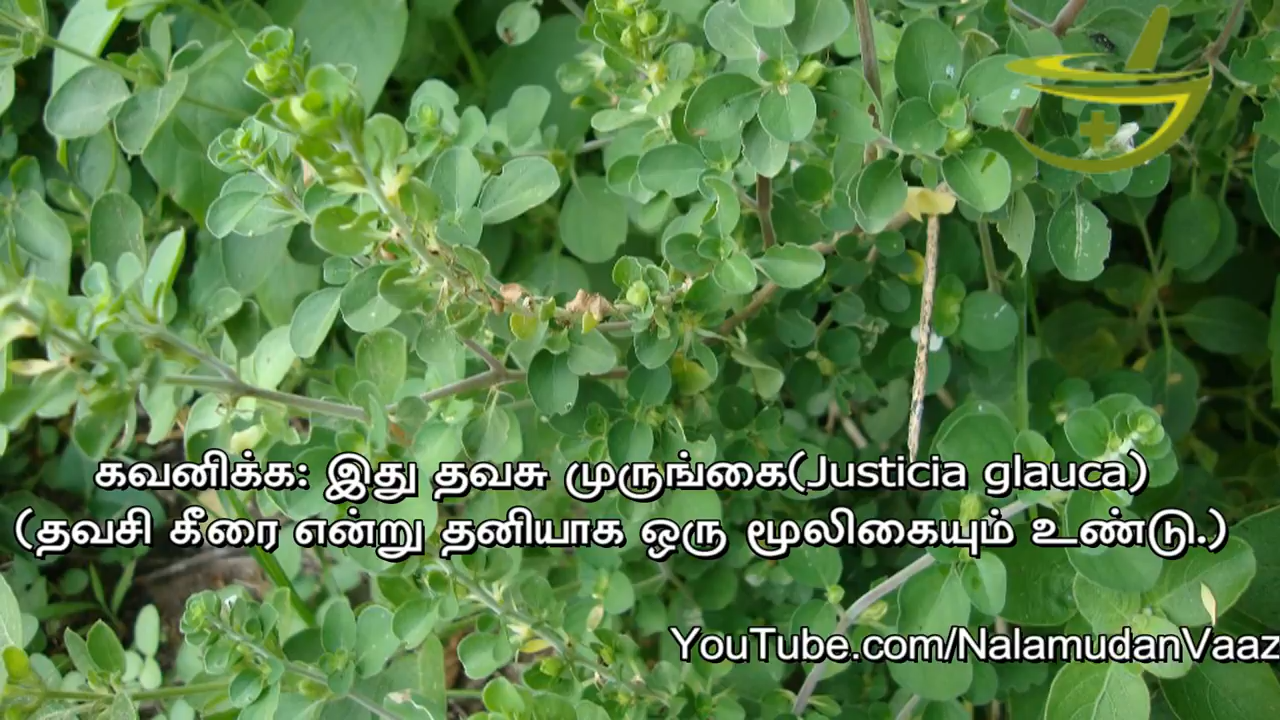 கவனிக்க: இது தவசு முருங்கை(Justicia glauca)
(தவசி கீரை என்று தனியாக ஒரு மூலிகையும் உண்டு.)
YouTube.com/NalamudanVaaz